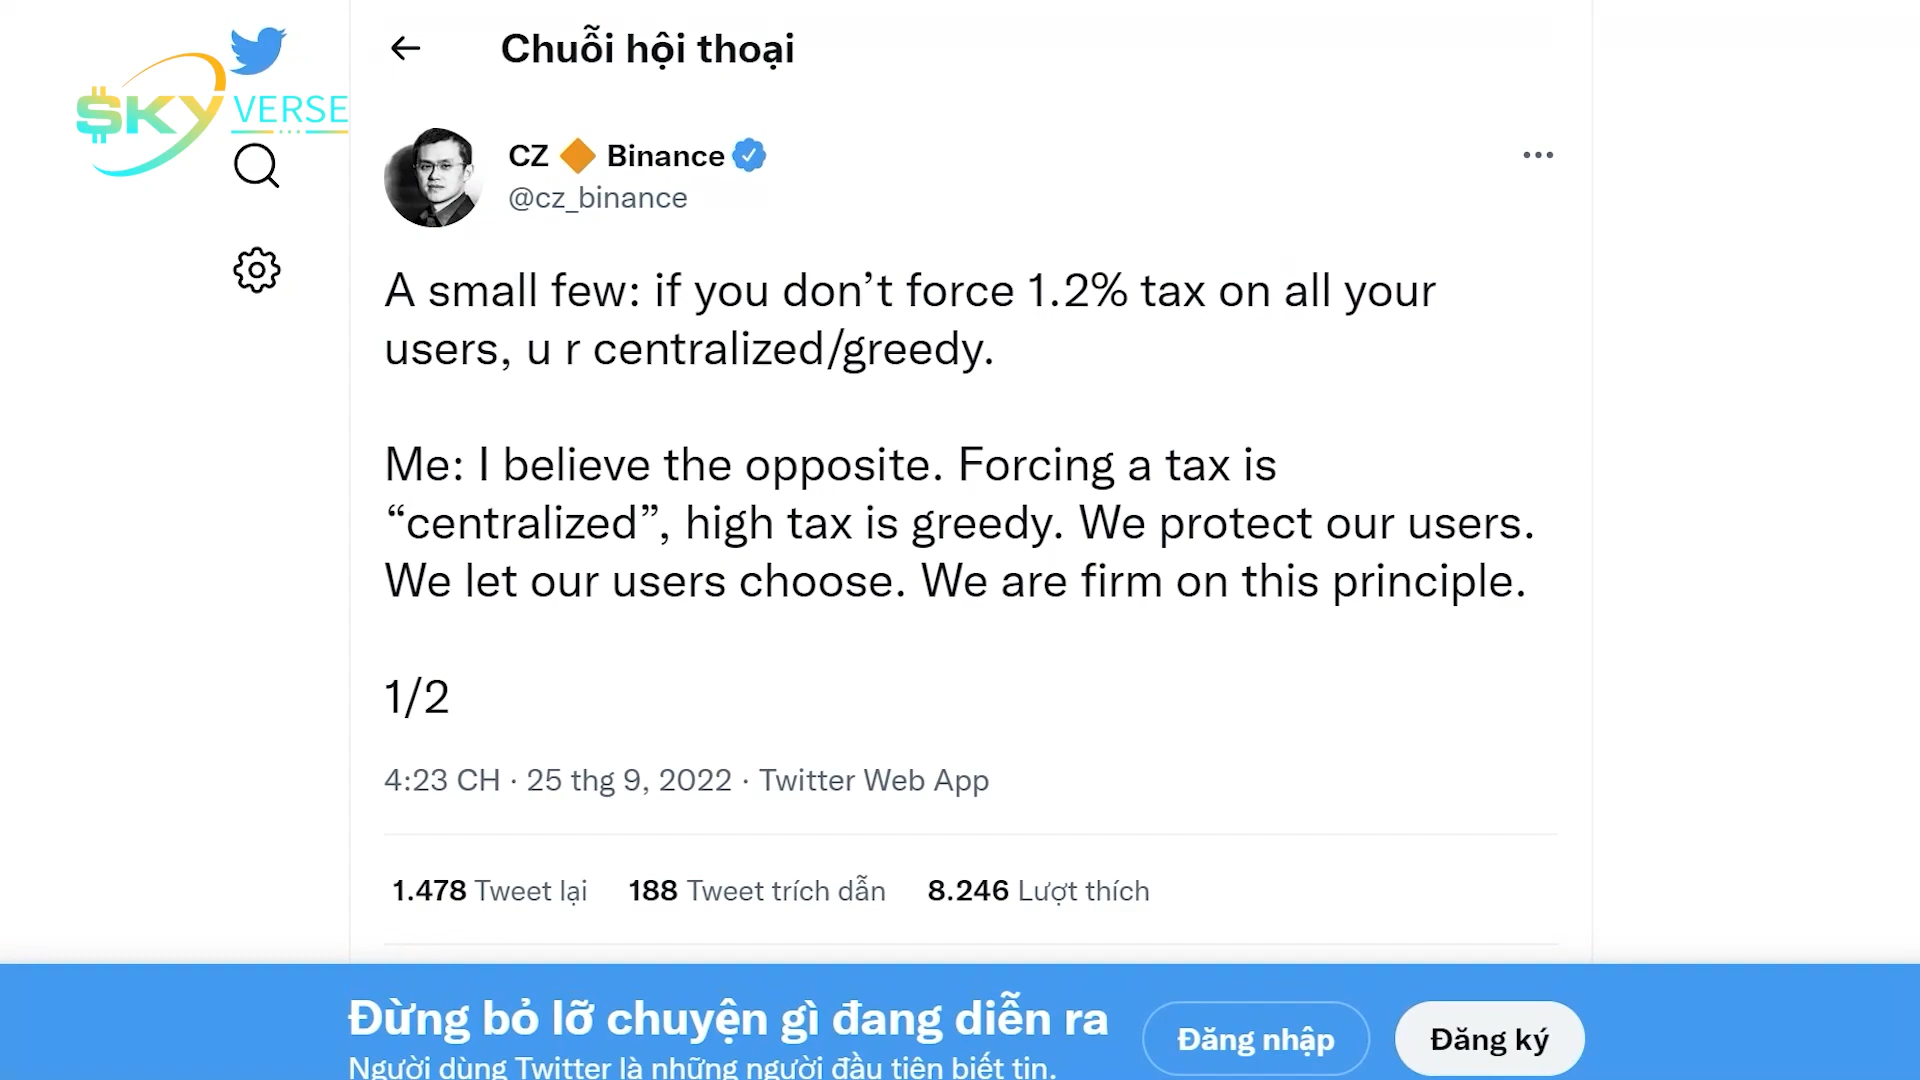 $KY VERSE
Chuỗi hội thoại
CZ 🔶 Binance
@cz_binance
A small few: if you don’t force 1.2% tax on all your
users, u r centralized/greedy.
Me: I believe the opposite. Forcing a tax is
“centralized”, high tax is greedy. We protect our users.
We let our users choose. We are firm on this principle.
1/2
4:23 CH · 25 thg 9, 2022 · Twitter Web App
1.478 Tweet lại 188 Tweet trích dẫn 8.246 Lượt thích
Đừng bỏ lỡ chuyện gì đang diễn ra
Người dùng Twitter là những người đầu tiên biết tin.
Đăng nhập
Đăng ký